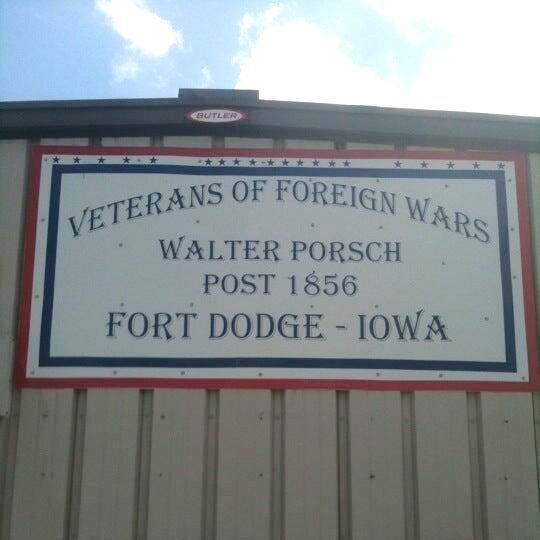 BUTLER
VETERANS OF FOREIGN WARS
WALTER PORSCH
POST 1856
FORT DODGE - IOWA